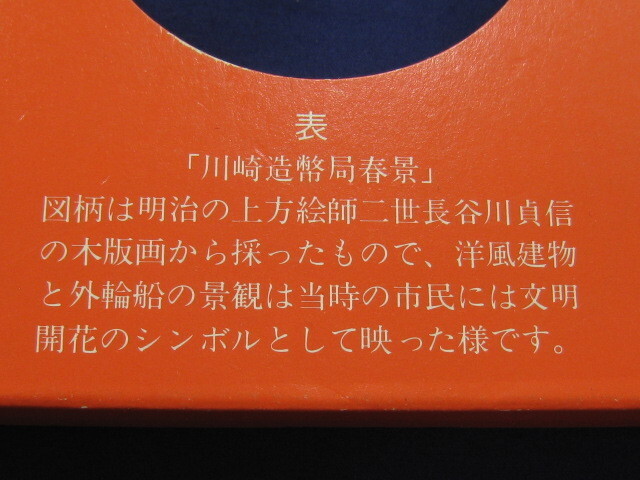 表
「川崎造幣局春景」
図柄は明治の上方絵師二世長谷川貞信
の木版画から採ったもので、洋風建物
と外輪船の景観は当時の市民には文明
開花のシンボルとして映った様です。